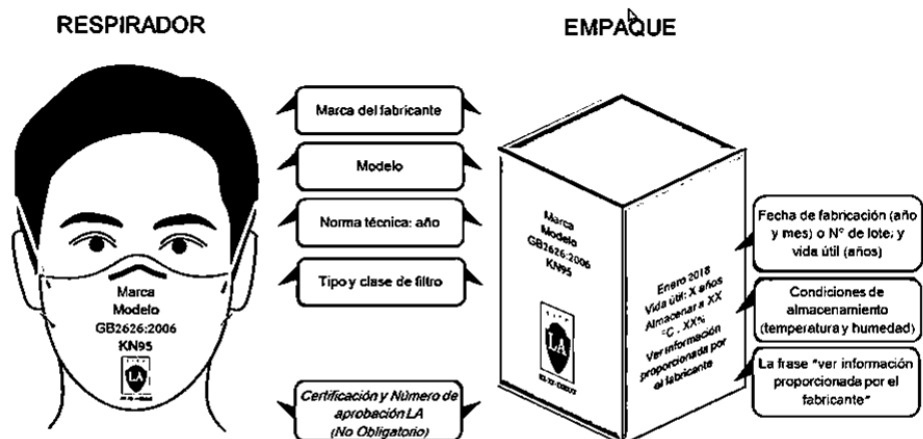 RESPIRADOR
EMPAQUE
Marca del fabricante
Modelo
Norma técnica: año
Tipo y clase de filtro
Certificación y Número de
aprobación LA
(No Obligatorio)
Marca
Modelo
GB2626:2006
KN95
LA
Marca
Modelo
GB2626:2006
KN95
LA
Enero 2018
Vida útil: X años
Almacenar a XX
°C , XX%
Ver información
proporcionada por
el fabricante
Fecha de fabricación (año
y mes) o N° de lote; y
vida útil (años)
Condiciones de
almacenamiento
(temperatura y humedad)
La frase "ver información
proporcionada por el
fabricante"